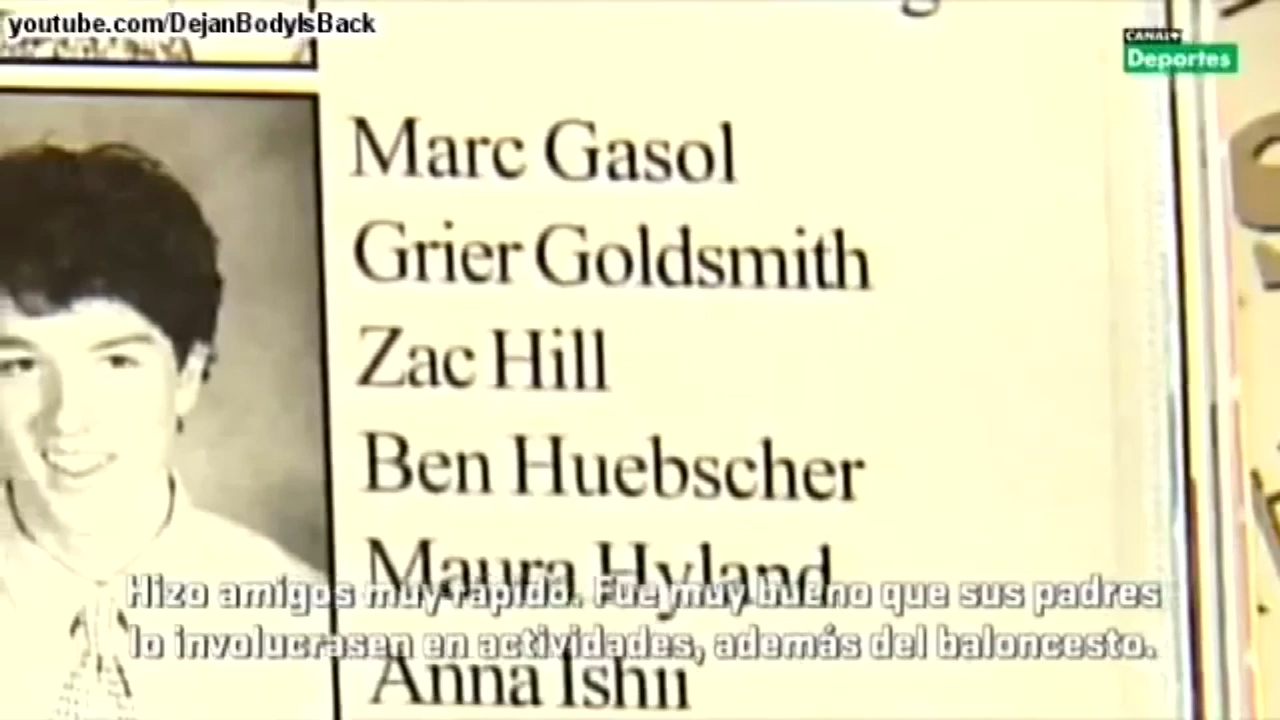 youtube.com/DejanBodyIsBack
CANAL+
Deportes
Marc Gasol
Grier Goldsmith
Zac Hill
Ben Huebscher
Maura Hyland
Anna Ishii
Hizo amigos muy rápido. Fue muy bueno que sus padres
lo involucrasen en actividades, además del baloncesto.